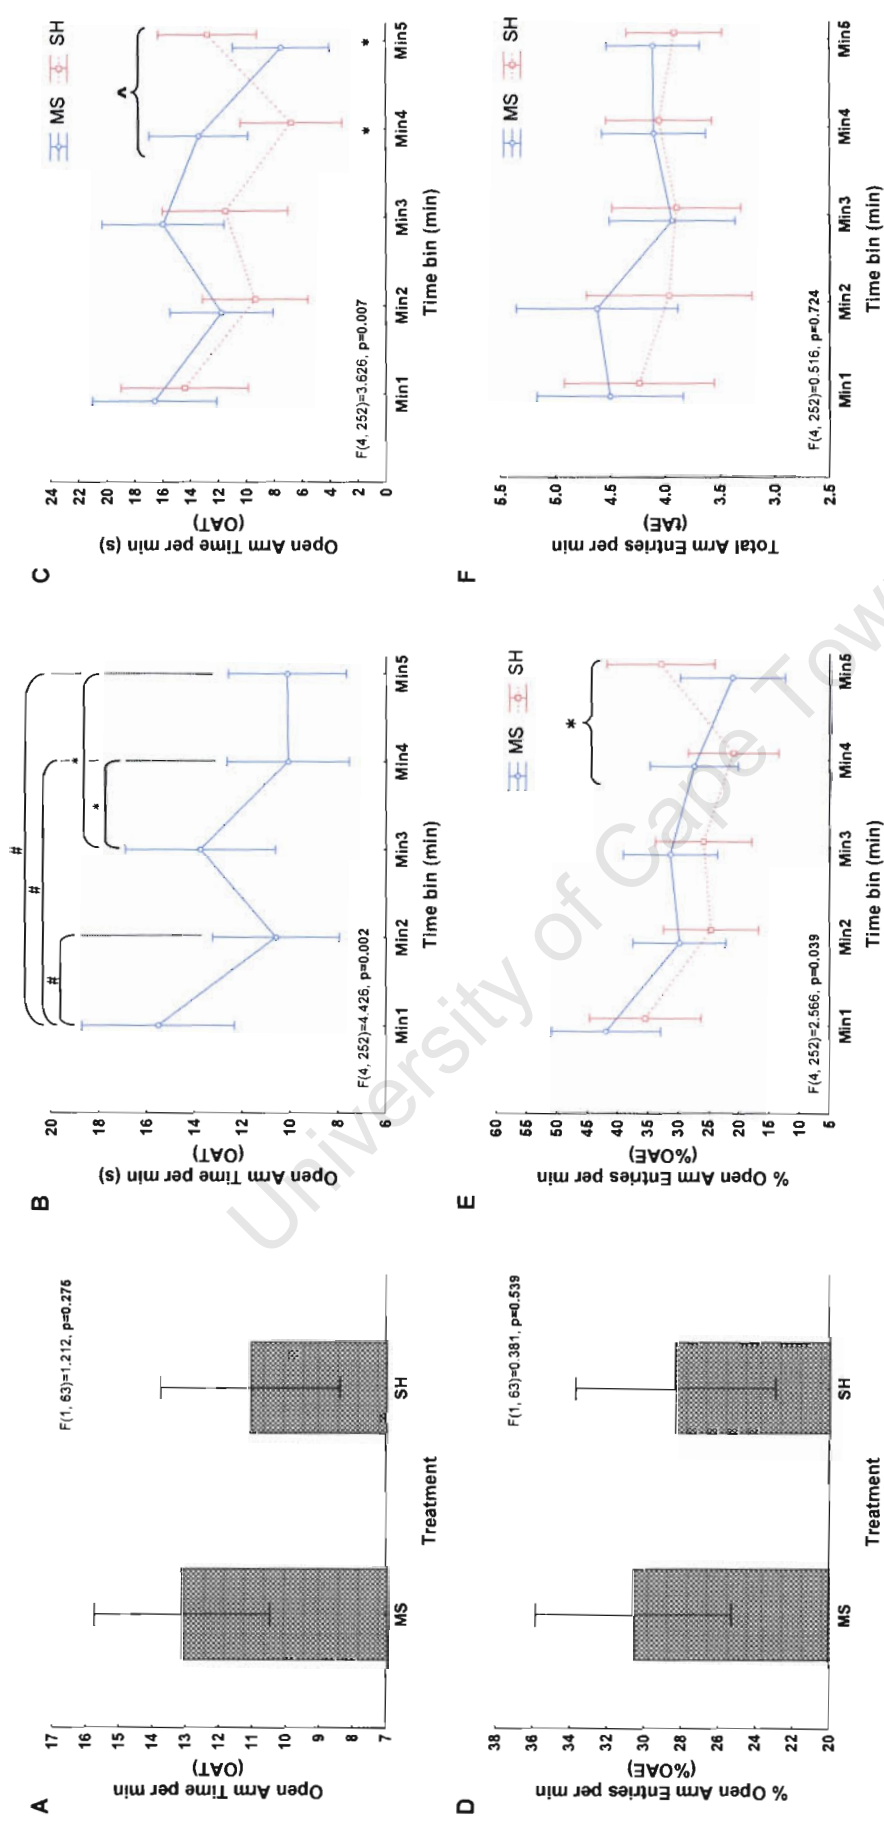 A
Open Arm Time per min
(OAT)
17
16
15
14
13
12
11
10
9
8
7
F(1, 63)=1.212, p=0.275
MS
SH
Treatment
B
Open Arm Time per min (s)
(OAT)
20
18
16
14
12
10
8
6
#
#
#
*
*
F(4, 252)=4.426, p=0.002
Min1
Min2
Min3
Min4
Min5
Time bin (min)
C
Open Arm Time per min (s)
(OAT)
24
22
20
18
16
14
12
10
8
6
4
2
0
MS
SH
^
*
*
F(4, 252)=3.626, p=0.007
Min1
Min2
Min3
Min4
Min5
Time bin (min)
D
% Open Arm Entries per min
(%OAE)
38
36
34
32
30
28
26
24
22
20
F(1, 63)=0.381, p=0.539
MS
SH
Treatment
E
% Open Arm Entries per min
(%OAE)
60
55
50
45
40
35
30
25
20
15
10
5
MS
SH
*
F(4, 252)=2.566, p=0.039
Min1
Min2
Min3
Min4
Min5
Time bin (min)
F
Total Arm Entries per min
(tAE)
5.5
5.0
4.5
4.0
3.5
3.0
2.5
MS
SH
F(4, 252)=0.516, p=0.724
Min1
Min2
Min3
Min4
Min5
Time bin (min)
University of Cape Tow